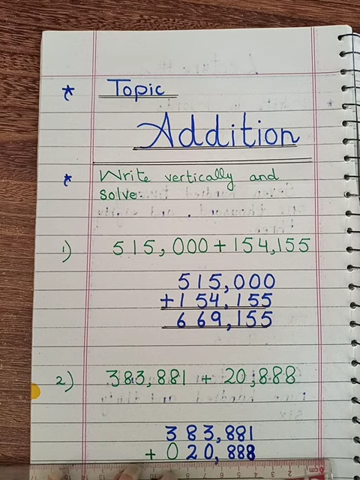 * Topic
Addition
* Write vertically and
solve:
1) 515,000 + 154,155
515,000
+154,155
669,155
2) 383,881 + 20,888
383,881
+ 020,888